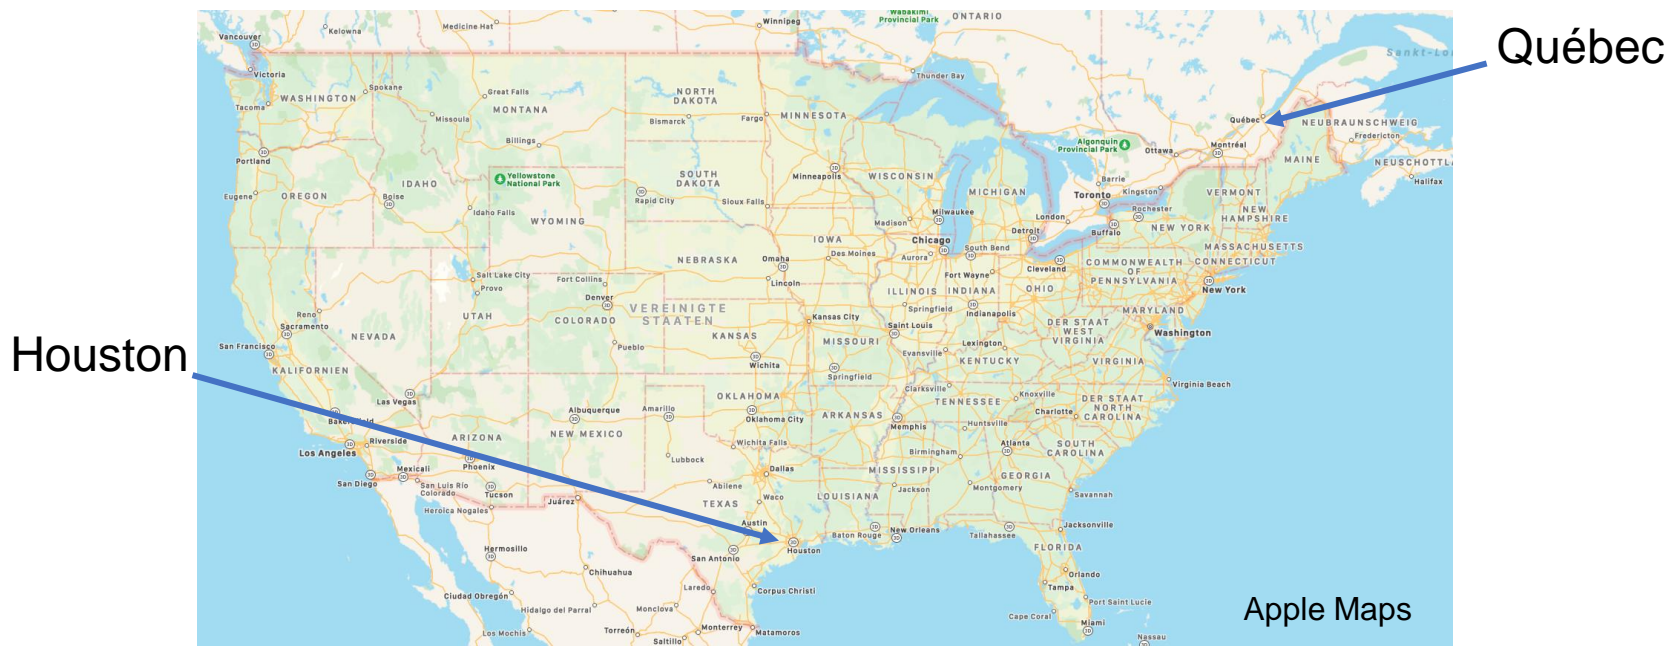 Québec
Houston
Apple Maps
Vancouver
Kelowna
Medicine Hat
Winnipeg
Wabakimi
Provincial Park
ONTARIO
Sankt-Lo
Victoria
Thunder Bay
Spokane
Great Falls
NORTH
DAKOTA
WASHINGTON
MONTANA
Tacoma
Missoula
Bismarck
Fargo
MINNESOTA
Québec
NEUBRAUNSCHWEIG
Fredericton
Billings
Algonquin
Provincial Park
Ottawa
Montréal
MAINE
NEUSCHOTTL
Portland
Yellowstone
National Park
SOUTH
DAKOTA
Minneapolis
WISCONSIN
MICHIGAN
Barrie
Kingston
Toronto
VERMONT
Halifax
Eugene
OREGON
IDAHO
Boise
Idaho Falls
WYOMING
Rapid City
Sioux Falls
Madison
Milwaukee
London
Rochester
NEW
HAMPSHIRE
Detroit
Buffalo
NEW YORK
IOWA
Chicago
South Bend
MASSACHUSETTS
CONNECTICUT
NEBRASKA
Omaha
Des Moines
Aurora
Fort Wayne
Cleveland
COMMONWEALTH
OF
PENNSYLVANIA
Salt Lake City
Provo
Fort Collins
Lincoln
ILLINOIS
INDIANA
OHIO
New York
Denver
VEREINIGTE
STAATEN
Springfield
Indianapolis
MARYLAND
Reno
Sacramento
UTAH
COLORADO
Kansas City
Saint Louis
DER STAAT
WEST
VIRGINIA
Washington
NEVADA
KANSAS
MISSOURI
San Francisco
Pueblo
Evansville
Lexington
KENTUCKY
VIRGINIA
KALIFORNIEN
Wichita
Springfield
Clarksville
Virginia Beach
Las Vegas
OKLAHOMA
TENNESSEE
Knoxville
DER STAAT
NORTH
CAROLINA
Albuquerque
Amarillo
Oklahoma City
ARKANSAS
Memphis
Huntsville
Charlotte
NEW MEXICO
ARIZONA
Riverside
Los Angeles
Wichita Falls
Birmingham
Atlanta
SOUTH
CAROLINA
Mexicali
Phoenix
Lubbock
Dallas
MISSISSIPPI
GEORGIA
San Diego
San Luis Río
Colorado
Tucson
Abilene
Jackson
Montgomery
Savannah
Heroica Nogales
Juárez
TEXAS
Waco
LOUISIANA
Austin
Baton Rouge
New Orleans
Tallahassee
Jacksonville
Hermosillo
San Antonio
Houston
FLORIDA
Chihuahua
Orlando
Ciudad Obregón
Laredo
Corpus Christi
Tampa
Hidalgo del Parral
Monclova
Port Saint Lucie
Cape Coral
Los Mochis
Torreón
Monterrey
Matamoros
Miami
Saltillo
Nassau